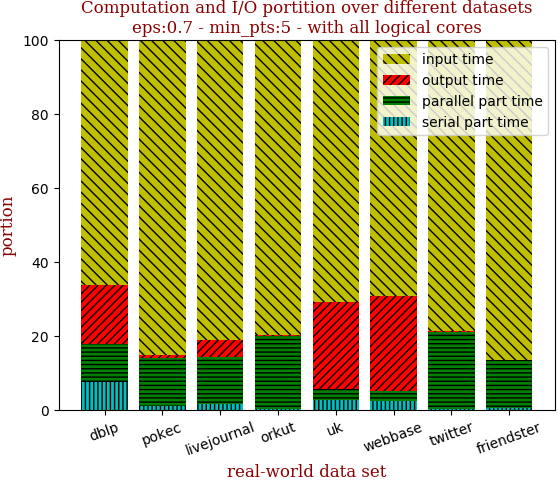 Computation and I/O portition over different datasets
eps:0.7 - min_pts:5 - with all logical cores
100
80
60
40
20
0
portion
input time
output time
parallel part time
serial part time
dblp
pokec
livejournal
orkut
uk
webbase
twitter
friendster
real-world data set